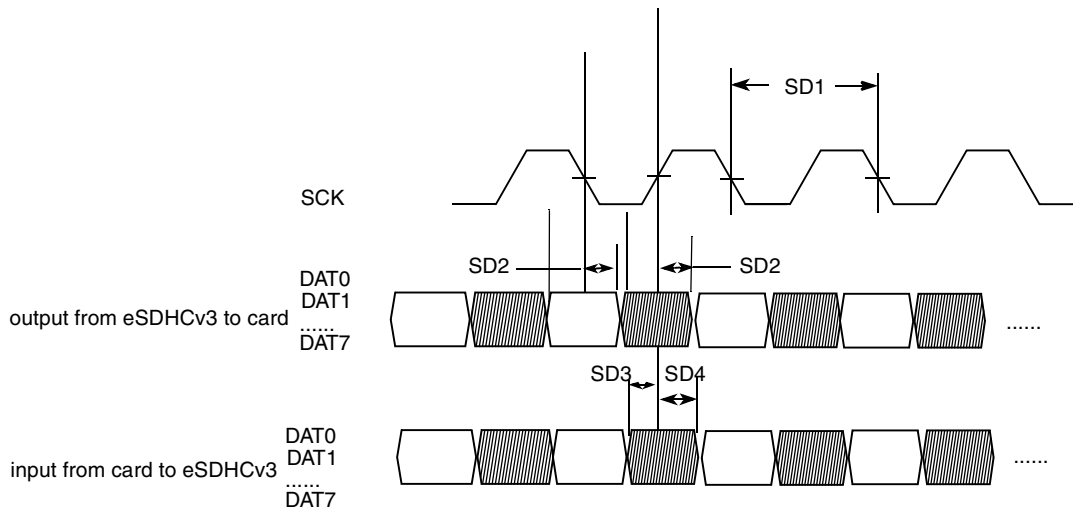 SD1
SCK
SD2
SD2
DAT0
DAT1
output from eSDHCv3 to card
......
......
DAT7
SD3
SD4
DAT0
DAT1
input from card to eSDHCv3
......
......
DAT7